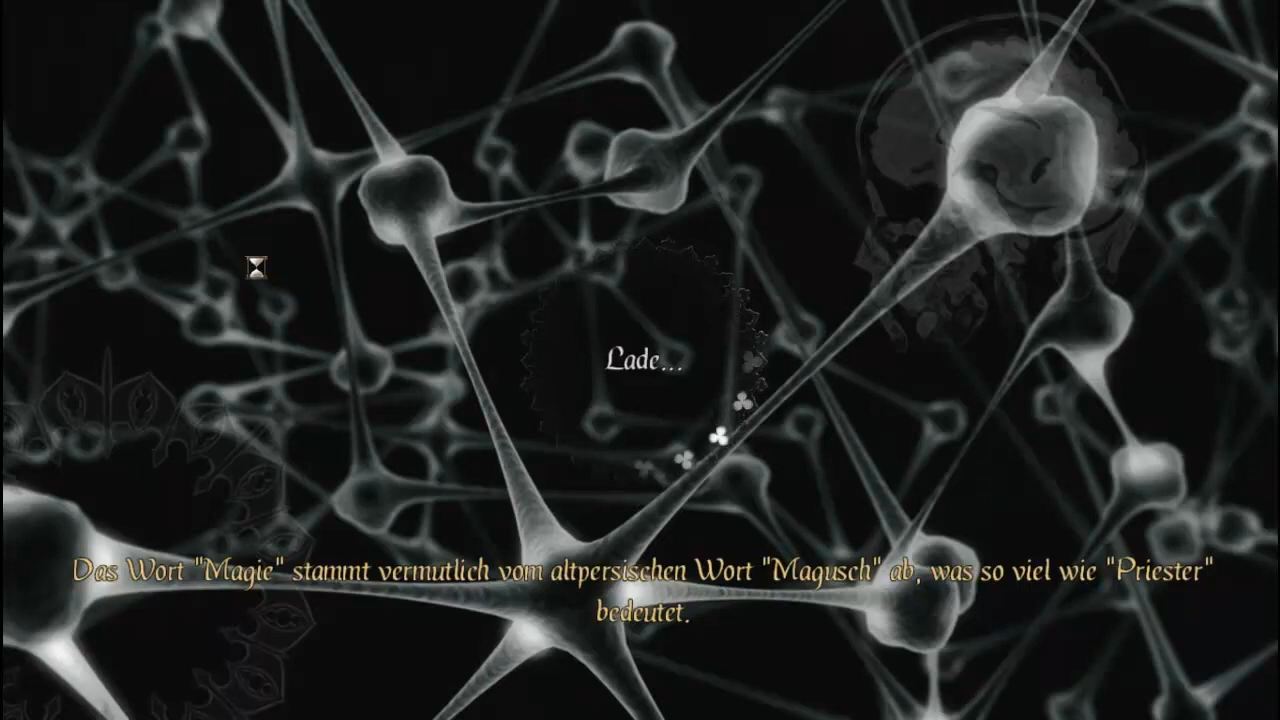 Lade...
Das Wort "Magie" stammt vermutlich vom altpersischen Wort "Magusch" ab, was so viel wie "Priester"
bedeutet.